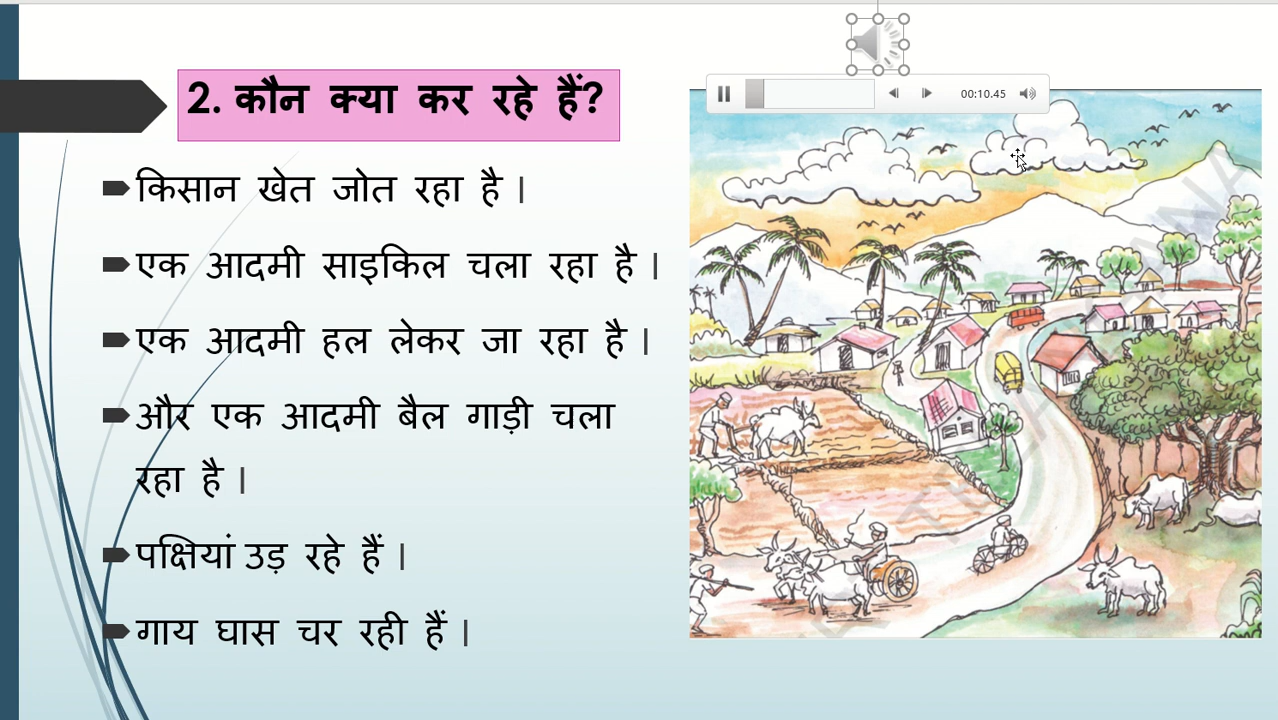 2. कौन क्या कर रहे हैं?
00:10.45
किसान खेत जोत रहा है |
एक आदमी साइकिल चला रहा है |
एक आदमी हल लेकर जा रहा है |
और एक आदमी बैल गाड़ी चला
रहा है |
पक्षियां उड़ रहे हैं |
गाय घास चर रही हैं |